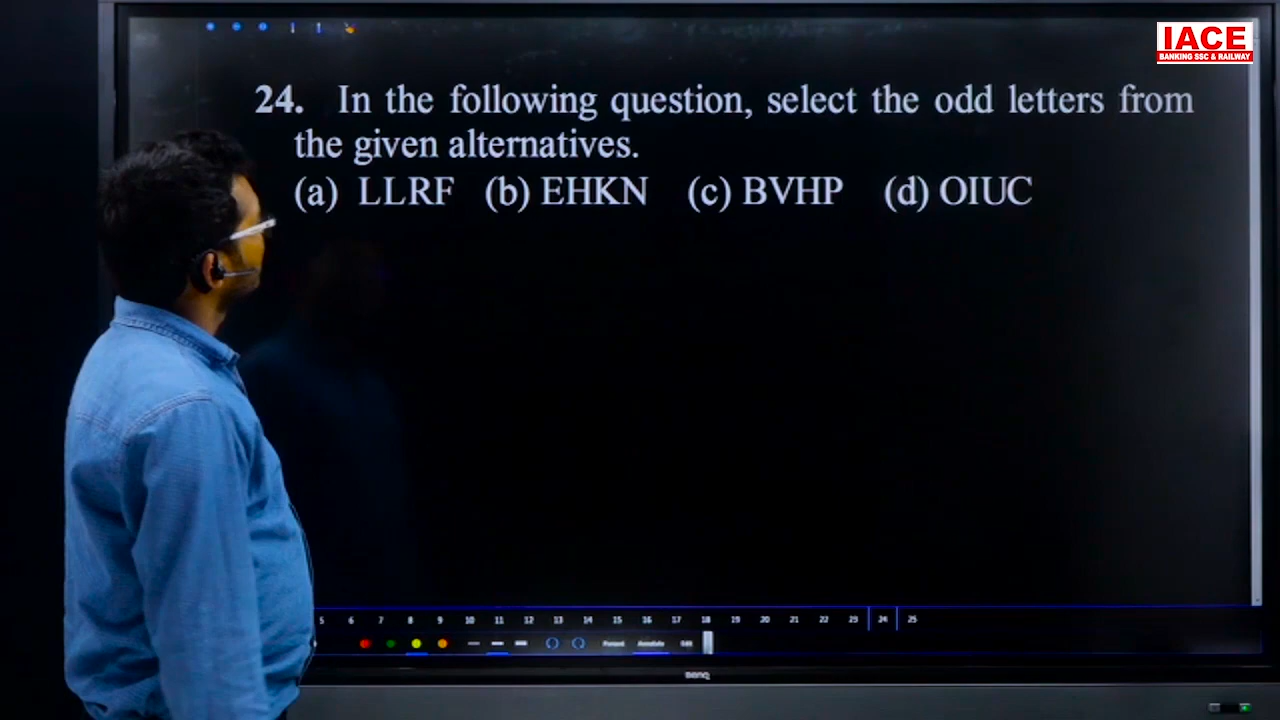 IACE
BANKING SSC & RAILWAY
24. In the following question, select the odd letters from
the given alternatives.
(a) LLRF (b) EHKN (c) BVHP (d) OIUC
5 6 7 8 9 10 11 12 13 14 15 16 17 18 19 20 21 22 23 24 25
BenQ